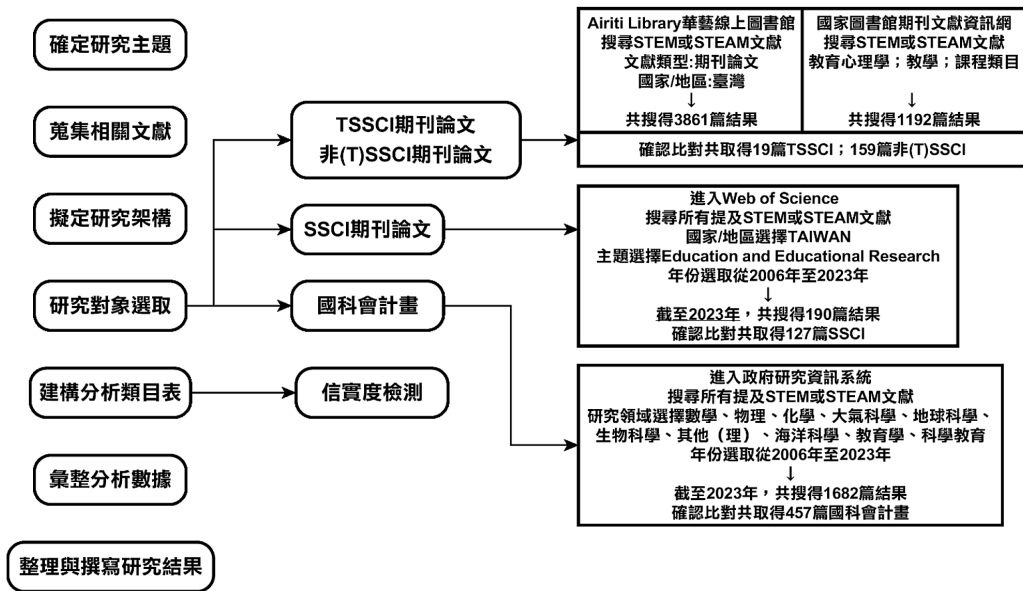 確定研究主題
蒐集相關文獻
擬定研究架構
研究對象選取
建構分析類目表
彙整分析數據
整理與撰寫研究結果
TSSCI期刊論文
非(T)SSCI期刊論文
SSCI期刊論文
國科會計畫
信實度檢測
Airiti Library華藝線上圖書館
搜尋STEM或STEAM文獻
文獻類型:期刊論文
國家/地區:臺灣
↓
共搜得3861篇結果
國家圖書館期刊文獻資訊網
搜尋STEM或STEAM文獻
教育心理學；教學；課程類目
↓
共搜得1192篇結果
確認比對共取得19篇TSSCI；159篇非(T)SSCI
進入Web of Science
搜尋所有提及STEM或STEAM文獻
國家/地區選擇TAIWAN
主題選擇Education and Educational Research
年份選取從2006年至2023年
↓
截至2023年，共搜得190篇結果
確認比對共取得127篇SSCI
進入政府研究資訊系統
搜尋所有提及STEM或STEAM文獻
研究領域選擇數學、物理、化學、大氣科學、地球科學、
生物科學、其他（理）、海洋科學、教育學、科學教育
年份選取從2006年至2023年
↓
截至2023年，共搜得1682篇結果
確認比對共取得457篇國科會計畫